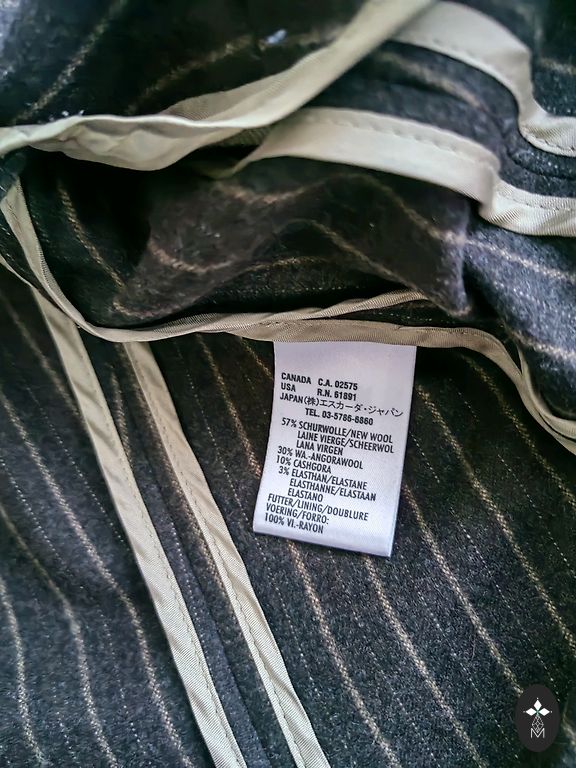 CANADA C.A. 02575
USA R.N. 61891
JAPAN(株)エスカーダ・ジャパン
TEL. 03-5786-6860
57% SCHURWOLLE/NEW WOOL
LAINE VIERGE/SCHEERWOL
LANA VIRGEN
30% WA.-ANGORAWOOL
10% CASHGORA
3% ELASTHAN/ELASTANE
ELASTHANNE/ELASTAAN
ELASTANO
FUTTER/LINING/DOUBLURE
VOERING/FORRO:
100% VI.-RAYON
M